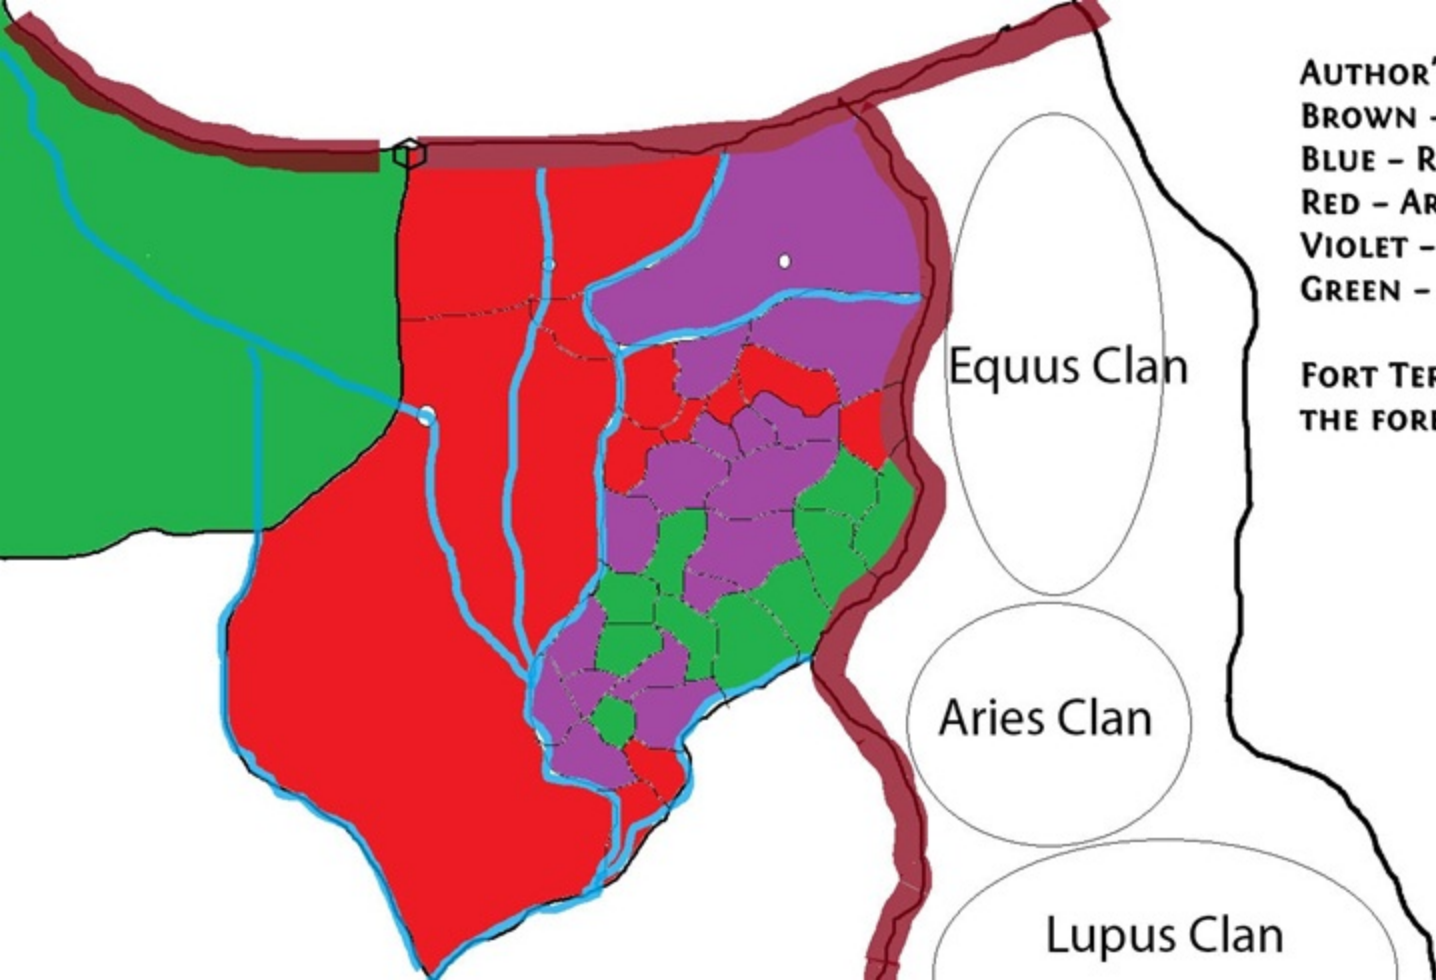 AUTHOR'
BROWN -
BLUE – R
RED – AR
VIOLET –
GREEN –
FORT TER
THE FORE
Equus Clan
Aries Clan
Lupus Clan